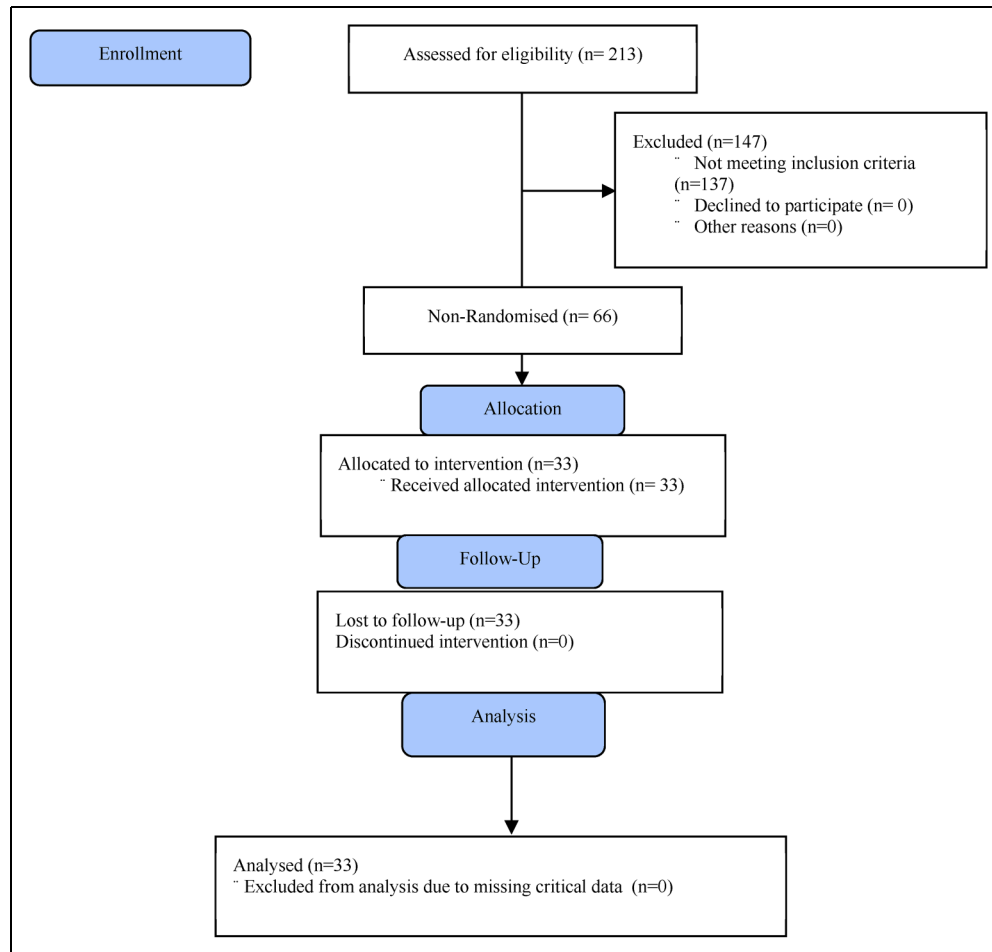 Enrollment
Assessed for eligibility (n= 213)
Excluded (n=147)
¨ Not meeting inclusion criteria
(n=137)
¨ Declined to participate (n= 0)
¨ Other reasons (n=0)
Non-Randomised (n= 66)
Allocation
Allocated to intervention (n=33)
¨ Received allocated intervention (n= 33)
Follow-Up
Lost to follow-up (n=33)
Discontinued intervention (n=0)
Analysis
Analysed (n=33)
¨ Excluded from analysis due to missing critical data (n=0)